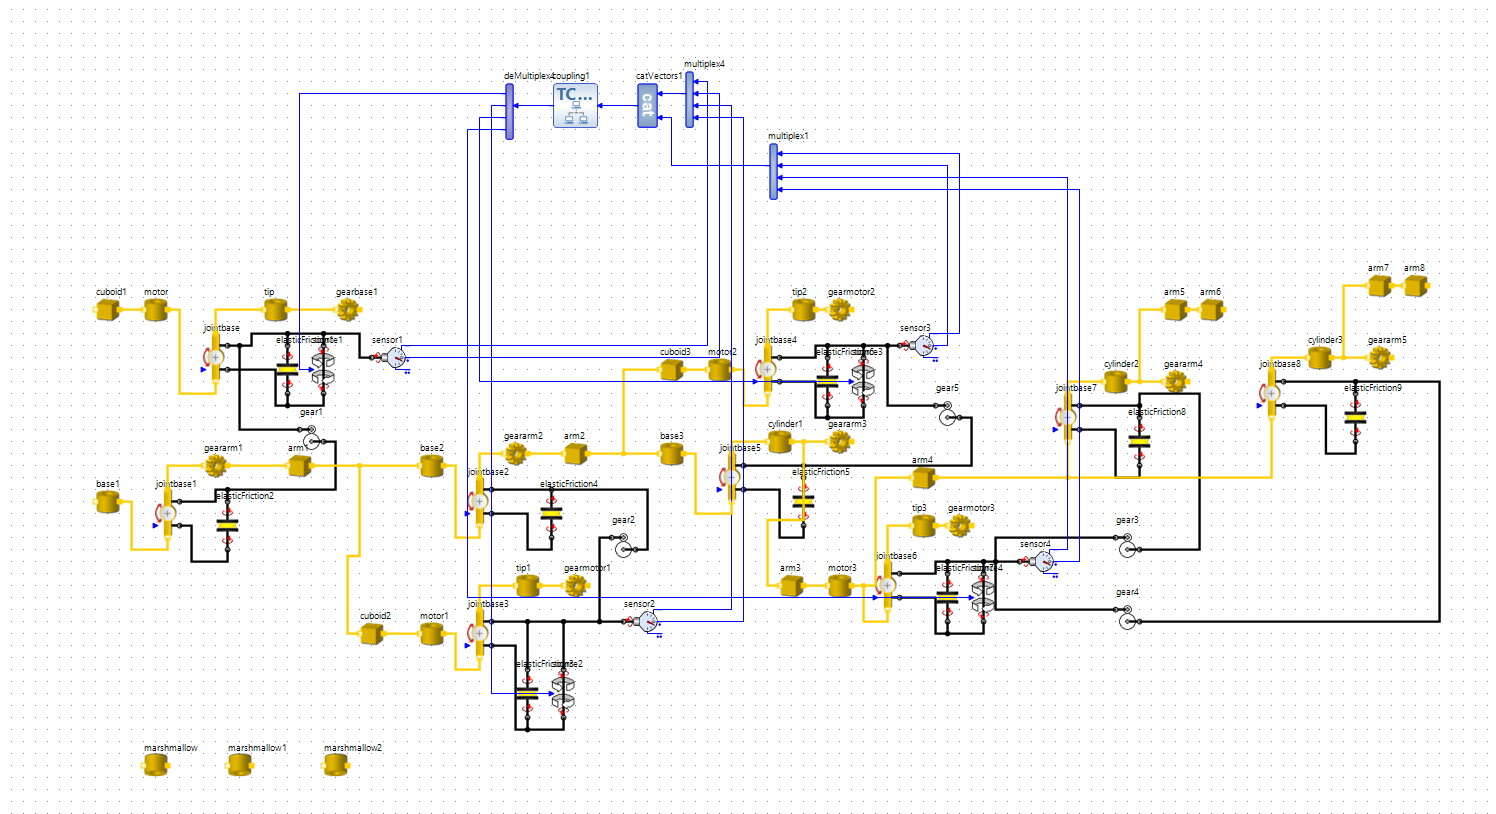 multiplex4
deMultiplex4
coupling1
catVectors1
TC...
cat
multiplex1
arm7
arm8
cuboid1
motor
tip
gearbase1
tip2
gearmotor2
arm5
arm6
jointbase
elasticFriction1
sensor1
jointbase4
sensor3
cylinder3
geararm5
cuboid3
motor2
cylinder2
geararm4
jointbase8
gear5
jointbase7
elasticFriction9
gear1
elasticFriction8
geararm1
arm1
base2
geararm2
arm2
base3
cylinder1
geararm3
jointbase5
arm4
base1
jointbase1
elasticFriction2
jointbase2
elasticFriction4
elasticFriction5
gear2
tip3
gearmotor3
gear3
sensor4
jointbase6
tip1
gearmotor1
arm3
motor3
gear4
jointbase3
sensor2
cuboid2
motor1
marshmallow
marshmallow1
marshmallow2